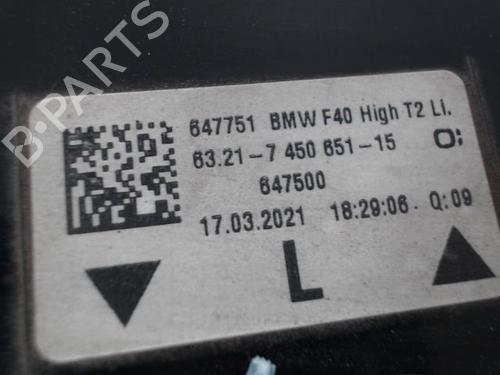 647751 BMW F40 High T2 Li.
63.21-7 450 651-15 O:
647500
17.03.2021 18:29:06 Q:09
L
B-PARTS